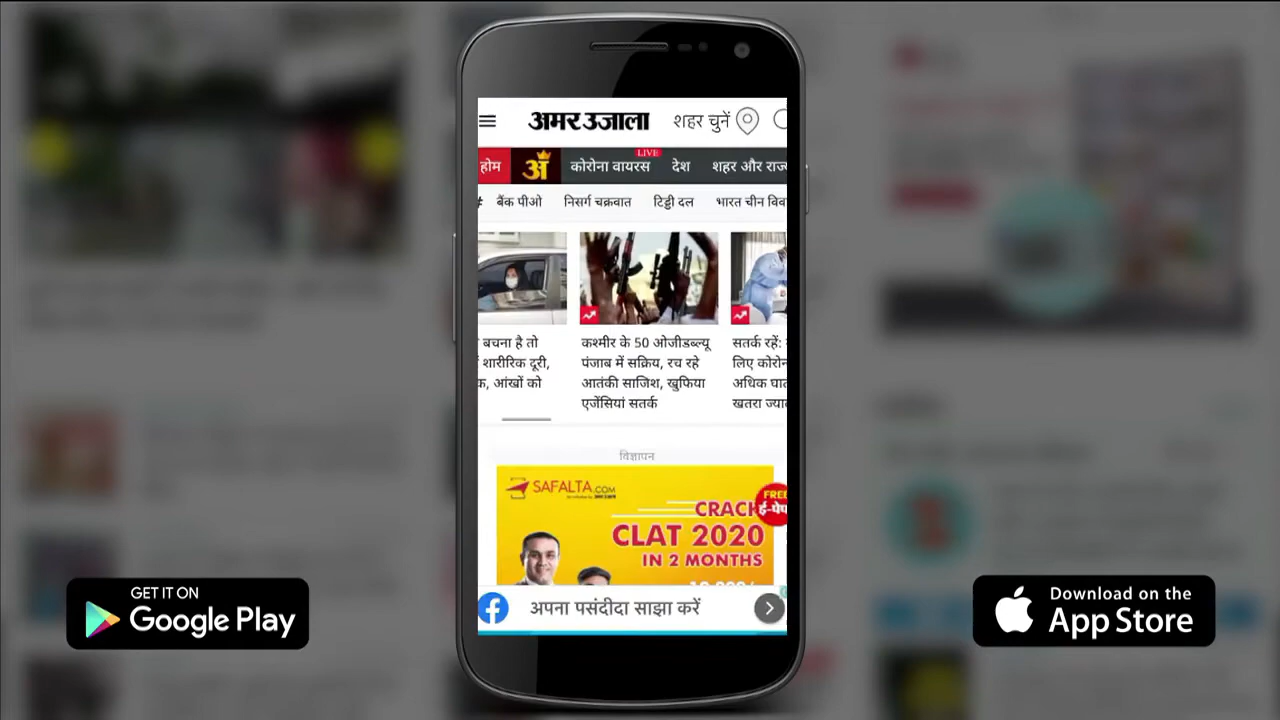 अमर उजाला
शहर चुनें
होम
अ
कोरोना वायरस
LIVE
देश
शहर और राज्य
#
बैंक पीओ
निसर्ग चक्रवात
टिड्डी दल
भारत चीन विवा
बचना है तो
शारीरिक दूरी,
क, आंखों को
कश्मीर के 50 ओजीडब्ल्यू
पंजाब में सक्रिय, रच रहे
आतंकी साजिश, खुफिया
एजेंसियां सतर्क
सतर्क रहें:
लिए कोरोन
अधिक घात
खतरा ज्या
विज्ञापन
SAFALTA.COM
CRACK
CLAT 2020
IN 2 MONTHS
FREE
ई-पेप
अपना पसंदीदा साझा करें
GET IT ON
Google Play
Download on the
App Store